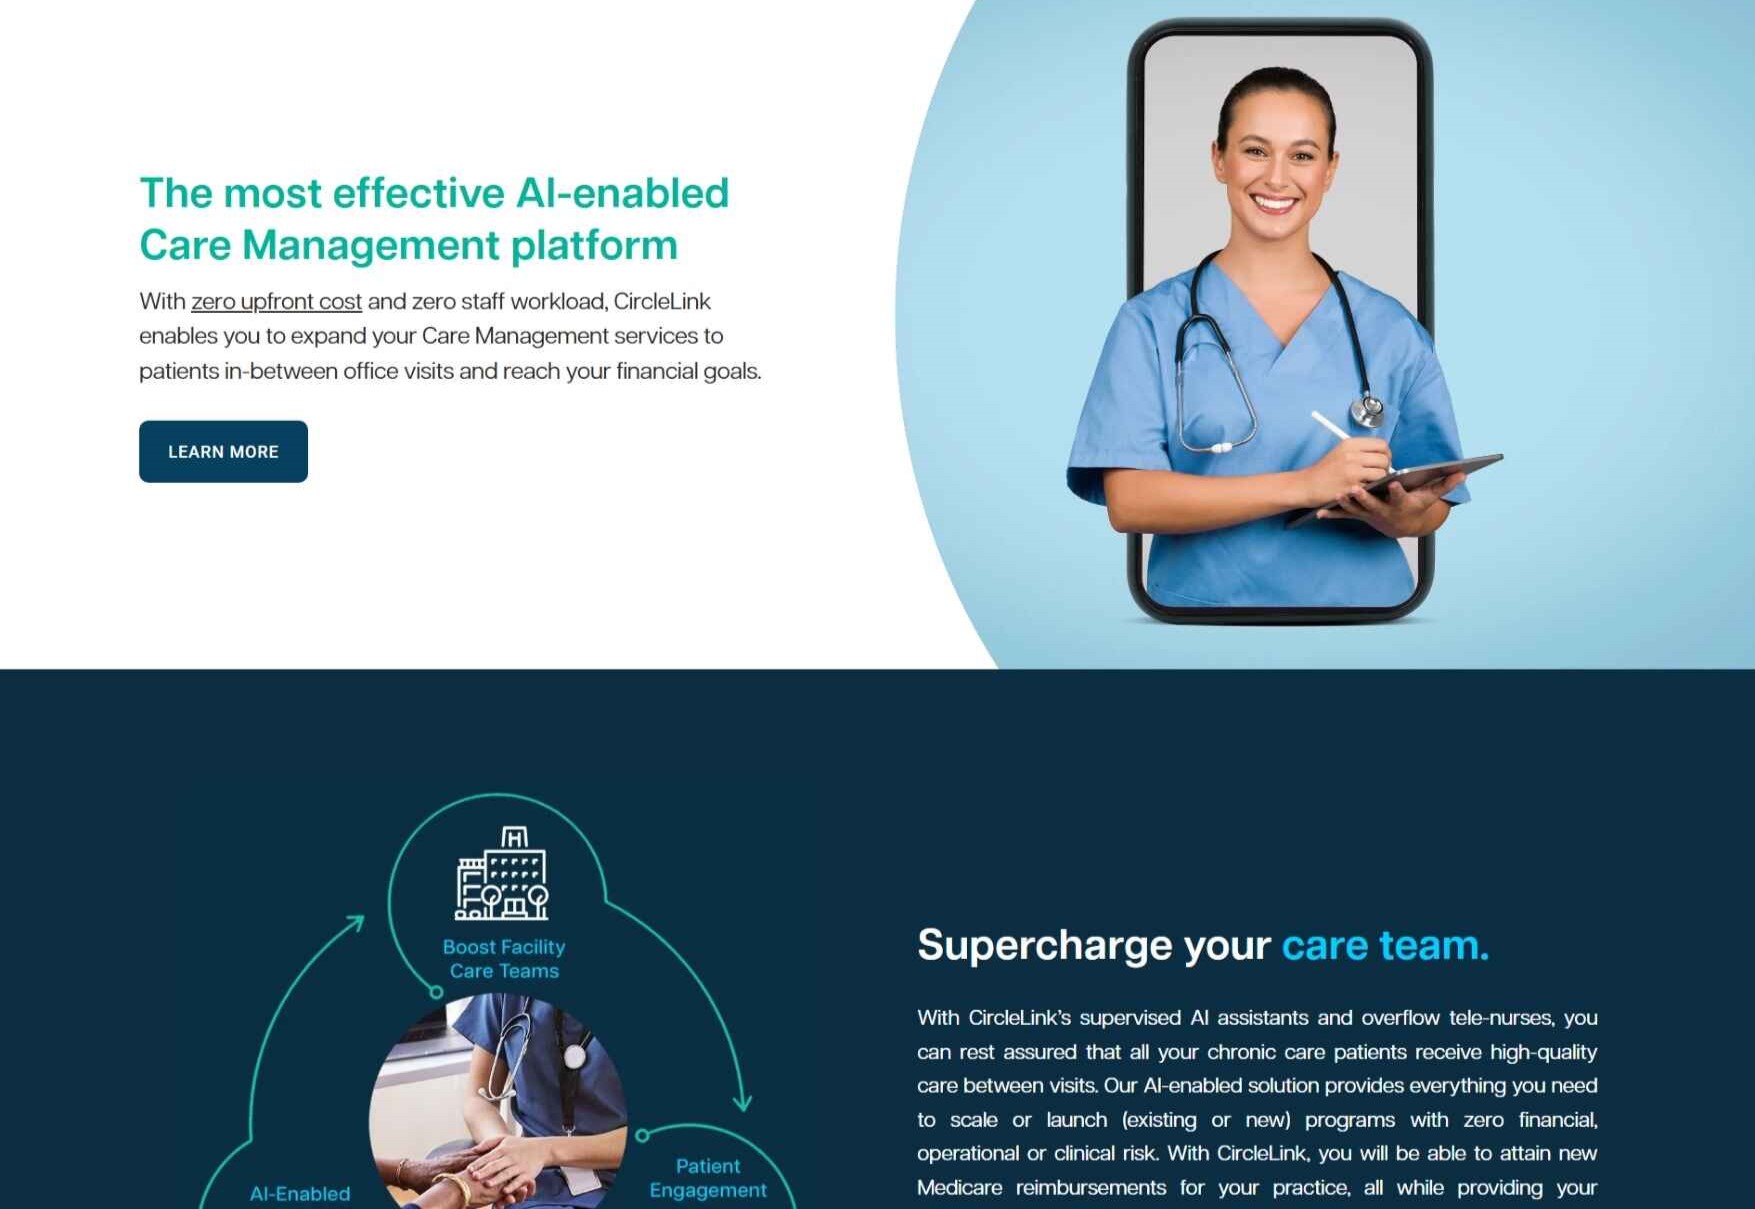 The most effective AI-enabled
Care Management platform
With zero upfront cost and zero staff workload, CircleLink
enables you to expand your Care Management services to
patients in-between office visits and reach your financial goals.
LEARN MORE
H
Boost Facility
Care Teams
Patient
Engagement
AI-Enabled
Supercharge your care team.
With CircleLink's supervised AI assistants and overflow tele-nurses, you
can rest assured that all your chronic care patients receive high-quality
care between visits. Our AI-enabled solution provides everything you need
to scale or launch (existing or new) programs with zero financial,
operational or clinical risk. With CircleLink, you will be able to attain new
Medicare reimbursements for your practice, all while providing your